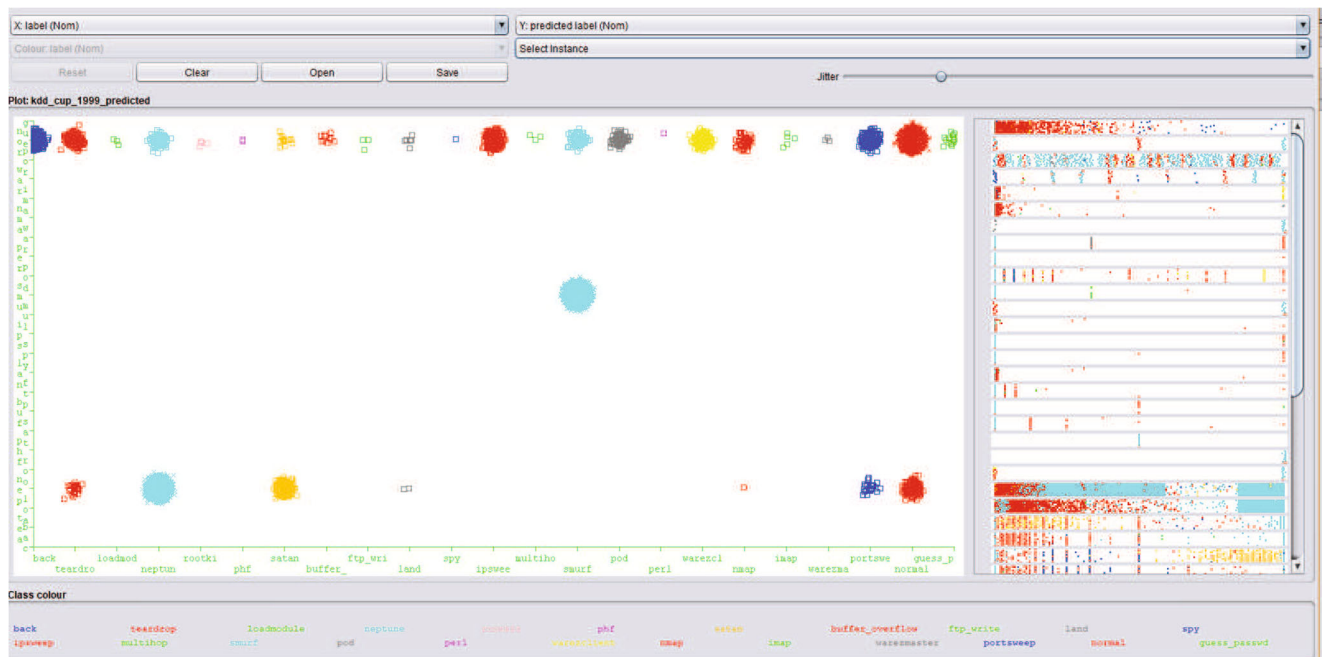 X: label (Nom)
Y: predicted label (Nom)
Colour: label (Nom)
Select Instance
Reset Clear Open Save
Jitter
Plot: kdd_cup_1999_predicted
back loadmod rootki satan ftp_wri spy multiho pod warezcl imap portswe guess_p
teardro neptun phf buffer_ land ipswee smurf perl nmap warezma normal
Class colour
back teardrop loadmodule neptune phf satan buffer_overflow ftp_write land spy
ipsweep multihop smurf pod perl warezclient nmap imap warezmaster portsweep normal guess_passwd